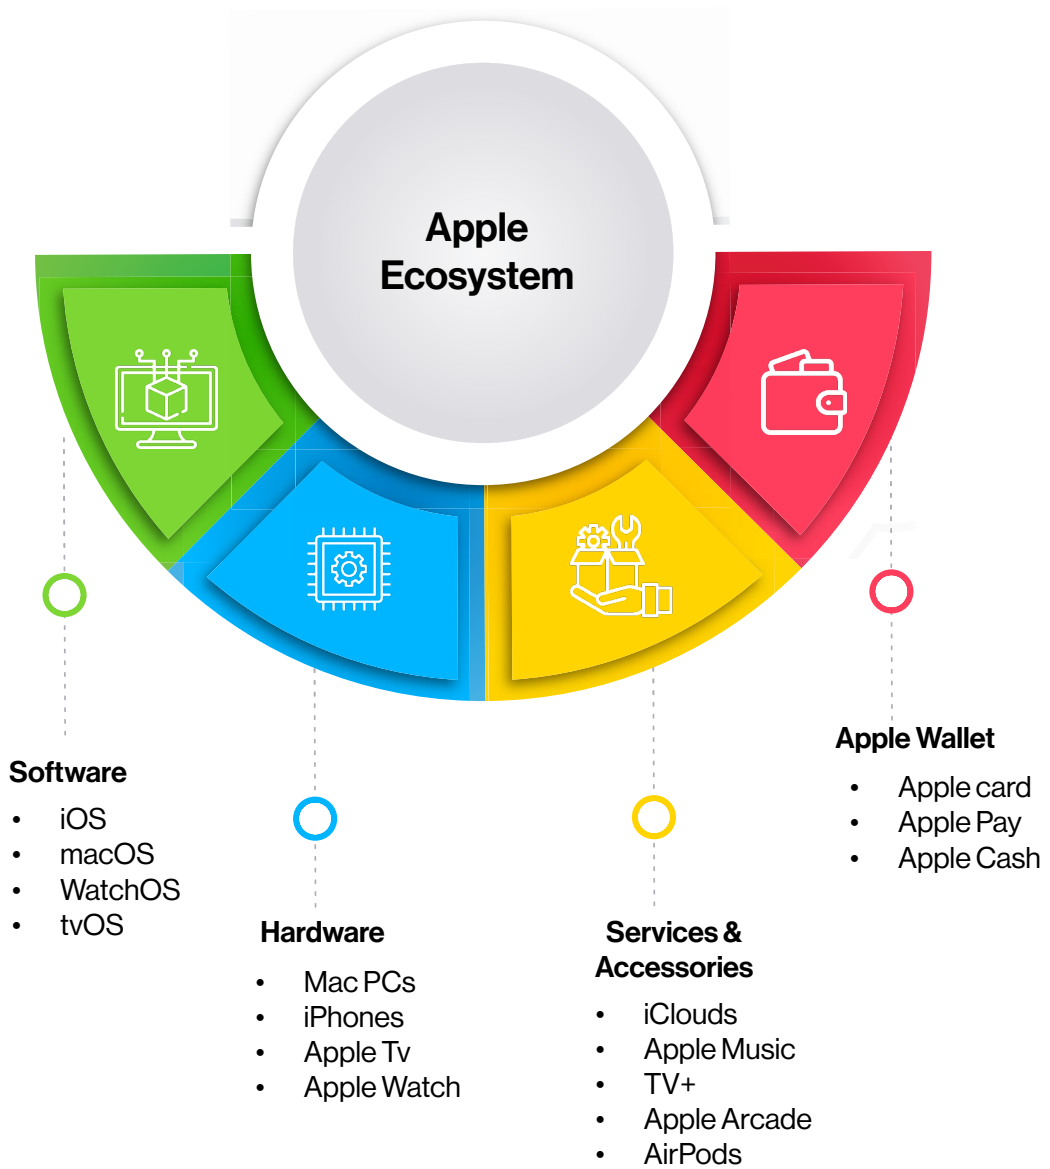 Apple
Ecosystem
Software
• iOS
• macOS
• WatchOS
• tvOS
Hardware
• Mac PCs
• iPhones
• Apple Tv
• Apple Watch
Services &
Accessories
• iClouds
• Apple Music
• TV+
• Apple Arcade
• AirPods
Apple Wallet
• Apple card
• Apple Pay
• Apple Cash